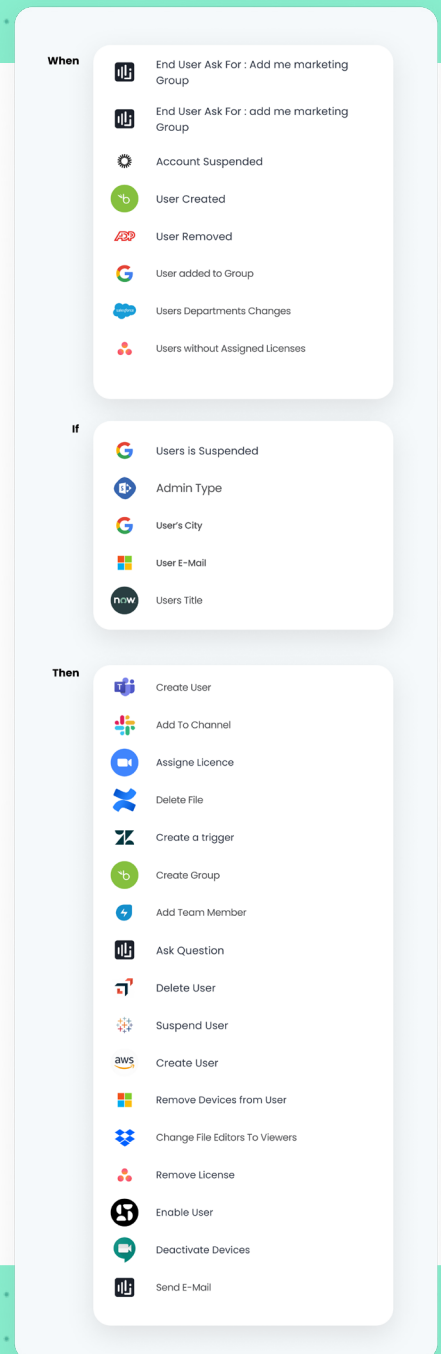 When
End User Ask For : Add me marketing
Group
End User Ask For : add me marketing
Group
Account Suspended
User Created
ADP
User Removed
User added to Group
salesforce
Users Departments Changes
Users without Assigned Licenses
If
Users is Suspended
Admin Type
User's City
User E-Mail
now
Users Title
Then
Create User
Add To Channel
Assigne Licence
Delete File
Create a trigger
Create Group
Add Team Member
Ask Question
Delete User
Suspend User
aws
Create User
Remove Devices from User
Change File Editors To Viewers
Remove License
Enable User
Deactivate Devices
Send E-Mail